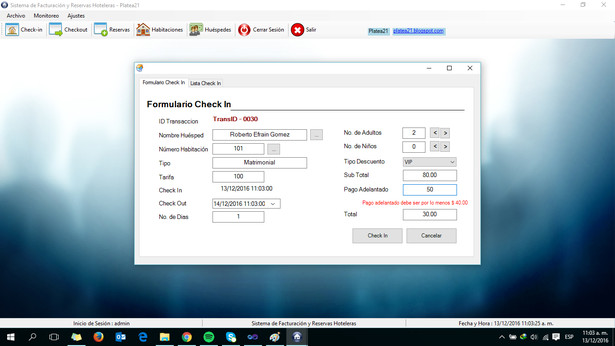 Sistema de Facturación y Reservas Hoteleras - Platea21
Archivo Monitoreo Ajustes
Check-in Checkout Reservas Habitaciones Huéspedes Cerrar Sesión Salir Platea21 platea21.blogspot.com
Formulario Check In Lista Check In
Formulario Check In
ID Transaccion TransID - 0030
Nombre Huésped Roberto Efrain Gomez ...
Número Habitación 101 ...
Tipo Matrimonial
Tarifa 100
Check In 13/12/2016 11:03:00
Check Out 14/12/2016 11:03:00
No. de Dias 1
No. de Adultos 2 < >
No. de Niños 0 < >
Tipo Descuento VIP
Sub Total 80.00
Pago Adelantado 50
Pago adelantado debe ser por lo menos $ 40.00
Total 30.00
Check In Cancelar
Inicio de Sesión : admin Sistema de Facturación y Reservas Hoteleras Fecha y Hora : 13/12/2016 11:03:25 a. m.
ESP 11:03 a. m.
13/12/2016